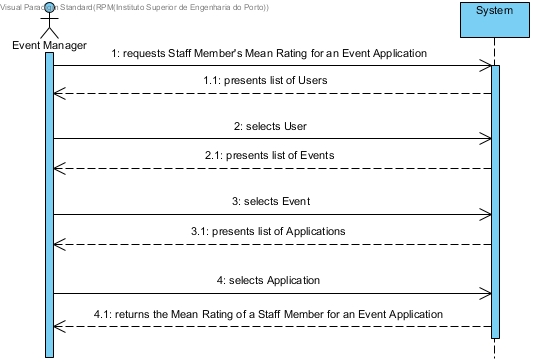 Visual Paradigm Standard(RPM(Instituto Superior de Engenharia do Porto))
System
Event Manager
1: requests Staff Member's Mean Rating for an Event Application
1.1: presents list of Users
2: selects User
2.1: presents list of Events
3: selects Event
3.1: presents list of Applications
4: selects Application
4.1: returns the Mean Rating of a Staff Member for an Event Application